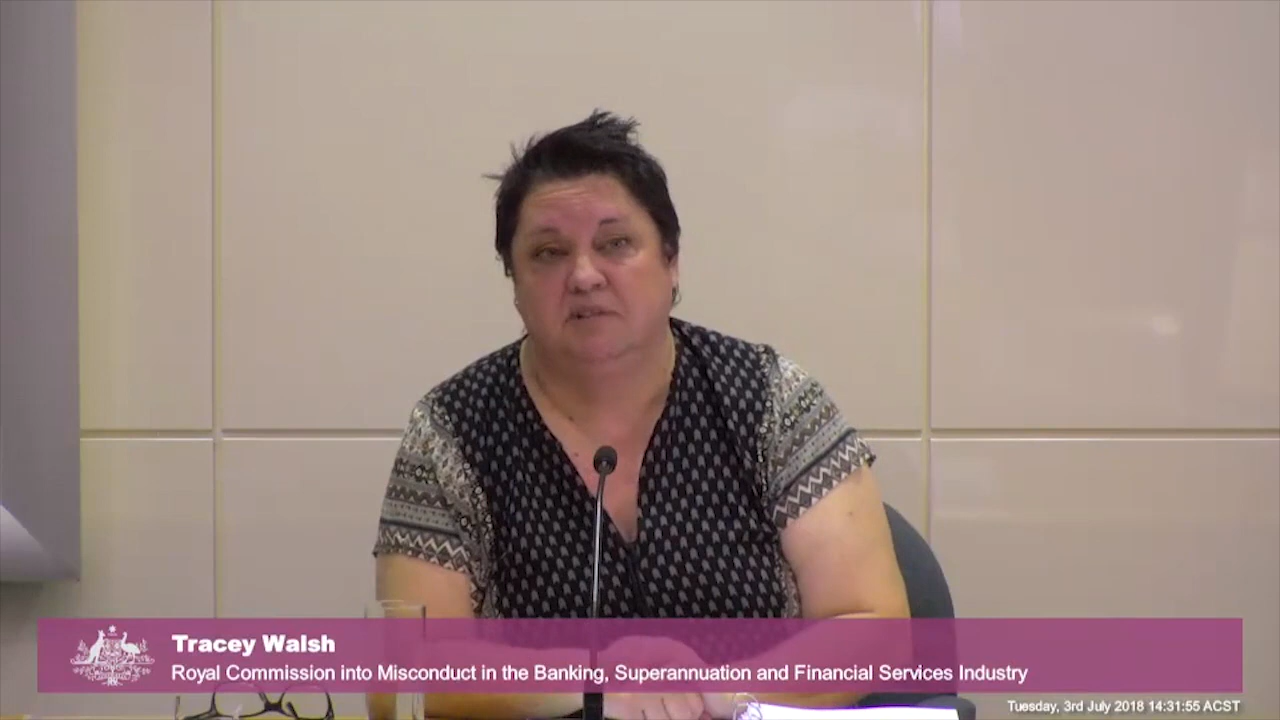 Tracey Walsh
Royal Commission into Misconduct in the Banking, Superannuation and Financial Services Industry
Tuesday, 3rd July 2018 14:31:55 ACST